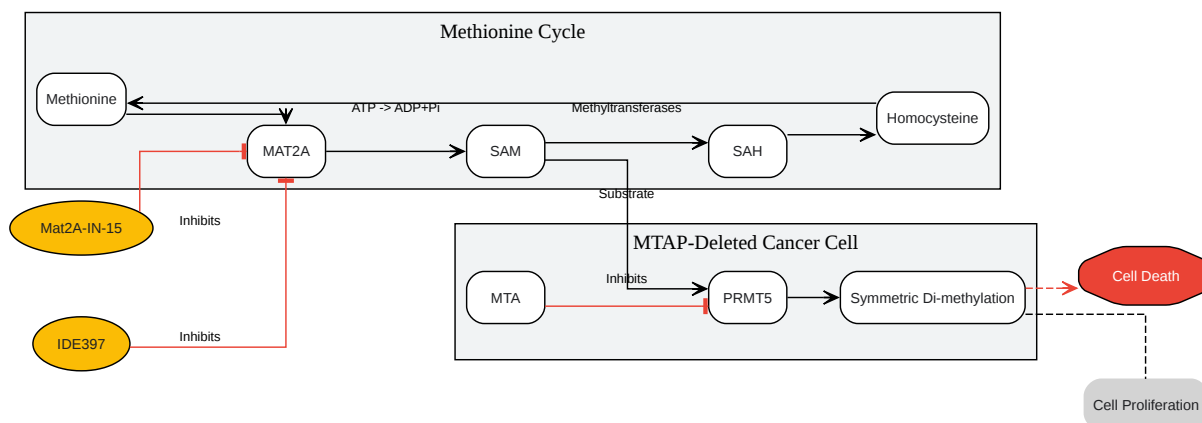 Methionine Cycle
Methionine
ATP -> ADP+Pi
Methyltransferases
Homocysteine
MAT2A
SAM
SAH
Substrate
Mat2A-IN-15
Inhibits
MTAP-Deleted Cancer Cell
Inhibits
MTA
PRMT5
Symmetric Di-methylation
Cell Death
IDE397
Inhibits
Cell Proliferation